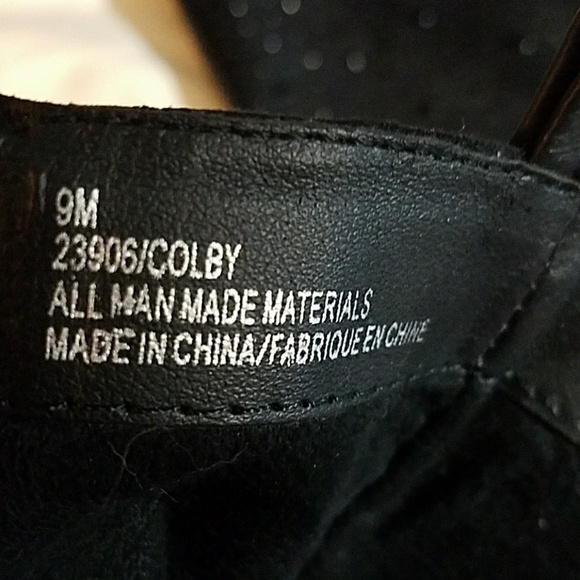 9M
23906/COLBY
ALL MAN MADE MATERIALS
MADE IN CHINA/FABRIQUE EN CHINE